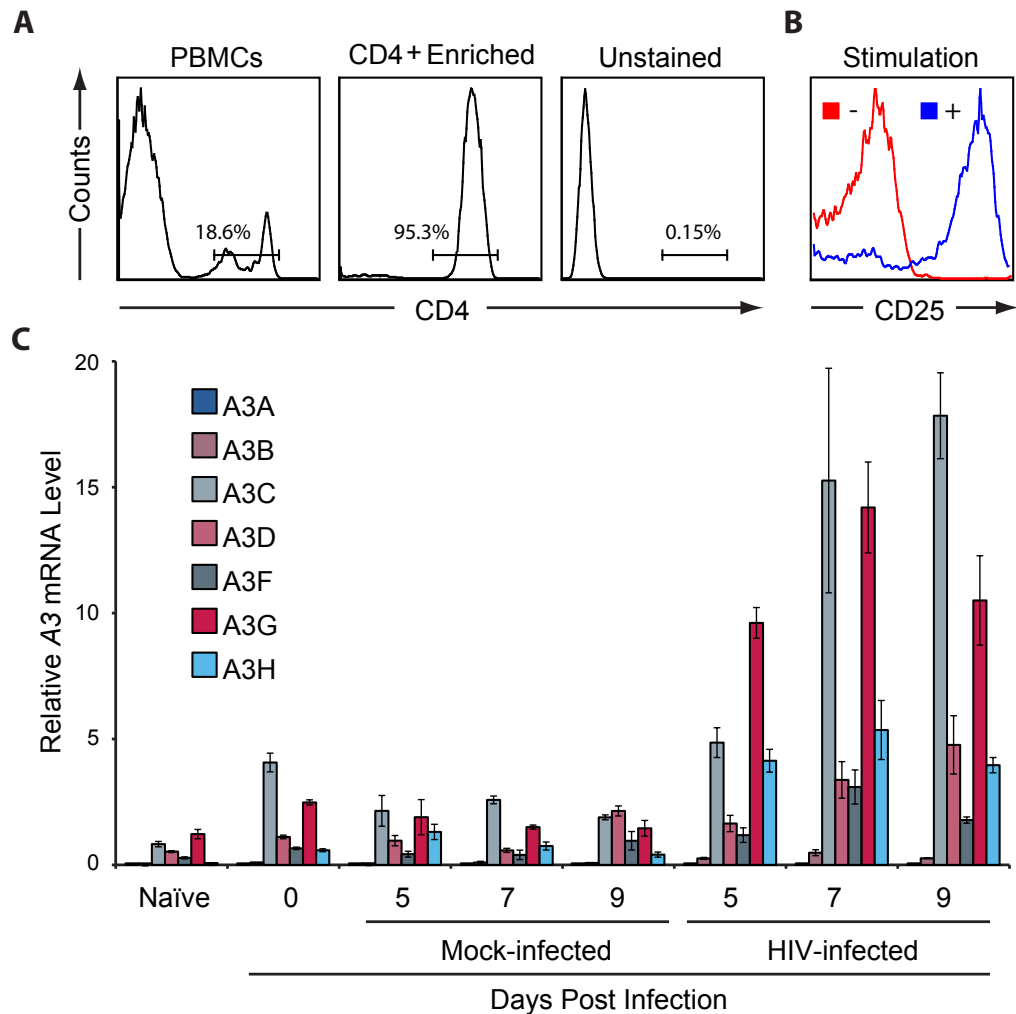 A
B
PBMCs
CD4+ Enriched
Unstained
Stimulation
- +
Counts
18.6%
95.3%
0.15%
CD4
CD25
C
Relative A3 mRNA Level
20
15
10
5
0
A3A
A3B
A3C
A3D
A3F
A3G
A3H
Naïve 0 5 7 9 5 7 9
Mock-infected HIV-infected
Days Post Infection